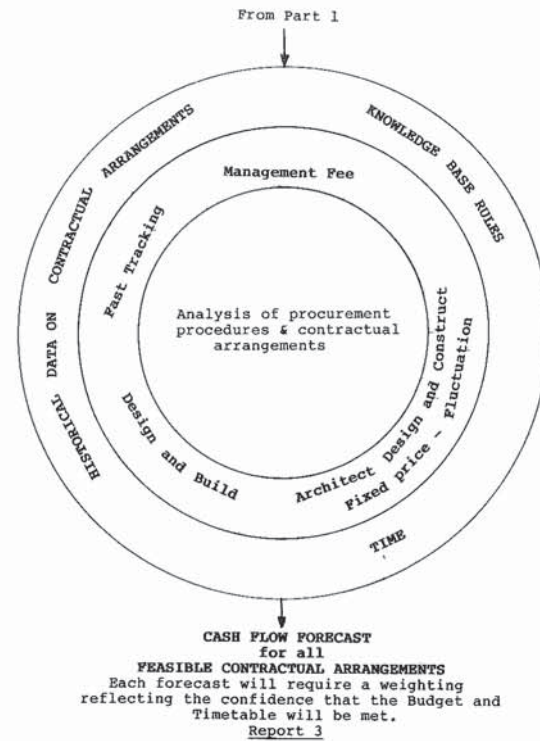 From Part 1
HISTORICAL DATA ON CONTRACTUAL ARRANGEMENTS
KNOWLEDGE BASE RULES
TIME
Management Fee
Fast Tracking
Design and Build
Architect Design and Construct
Fixed price - Fluctuation
Analysis of procurement
procedures & contractual
arrangements
CASH FLOW FORECAST
for all
FEASIBLE CONTRACTUAL ARRANGEMENTS
Each forecast will require a weighting
reflecting the confidence that the Budget and
Timetable will be met.
Report 3